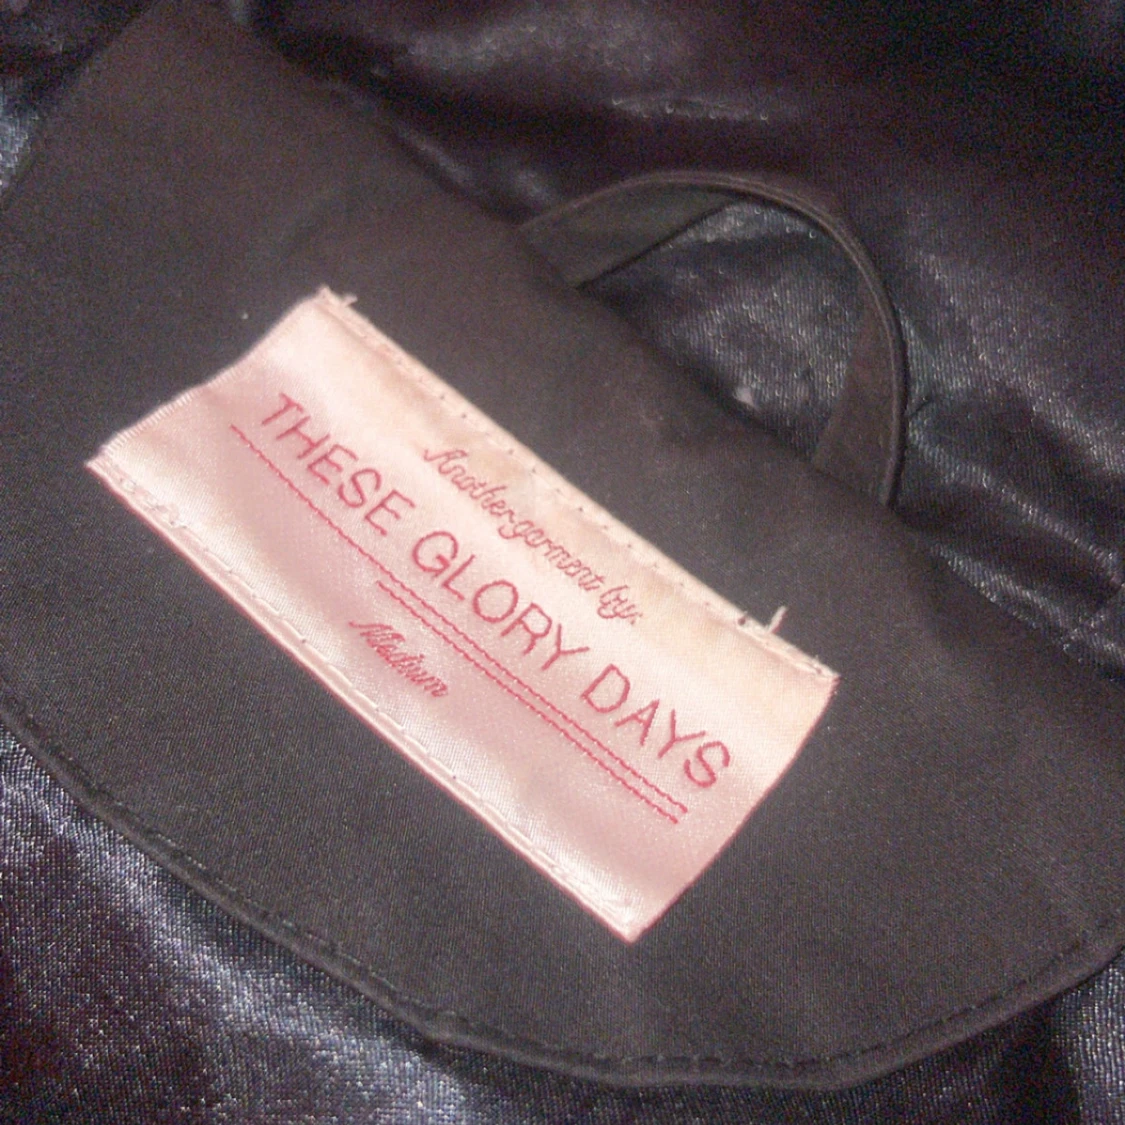 Another garment by:
THESE GLORY DAYS
Medium